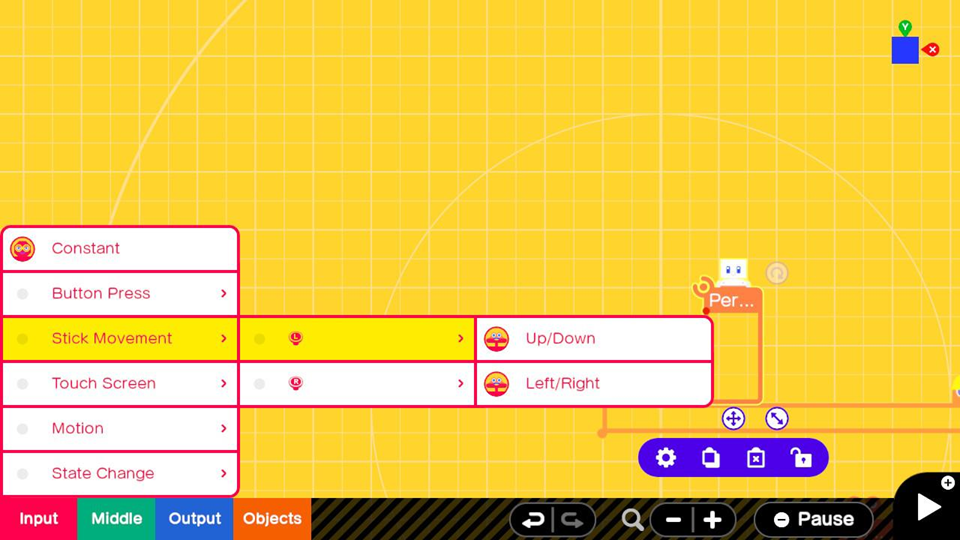 Y
X
Constant
Button Press
Stick Movement
L
Up/Down
Touch Screen
R
Left/Right
Motion
State Change
Per...
Input
Middle
Output
Objects
Pause